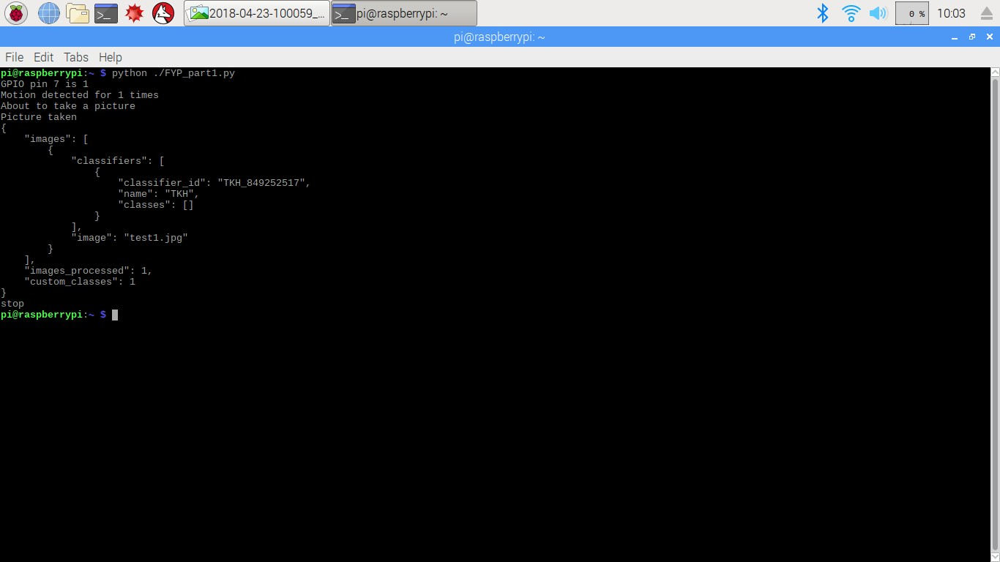 2018-04-23-100059_...
pi@raspberrypi: ~
0 %
10:03
pi@raspberrypi: ~
File Edit Tabs Help
pi@raspberrypi:~ $ python ./FYP_part1.py
GPIO pin 7 is 1
Motion detected for 1 times
About to take a picture
Picture taken
{
    "images": [
        {
            "classifiers": [
                {
                    "classifier_id": "TKH_849252517",
                    "name": "TKH",
                    "classes": []
                }
            ],
            "image": "test1.jpg"
        }
    ],
    "images_processed": 1,
    "custom_classes": 1
}
stop
pi@raspberrypi:~ $